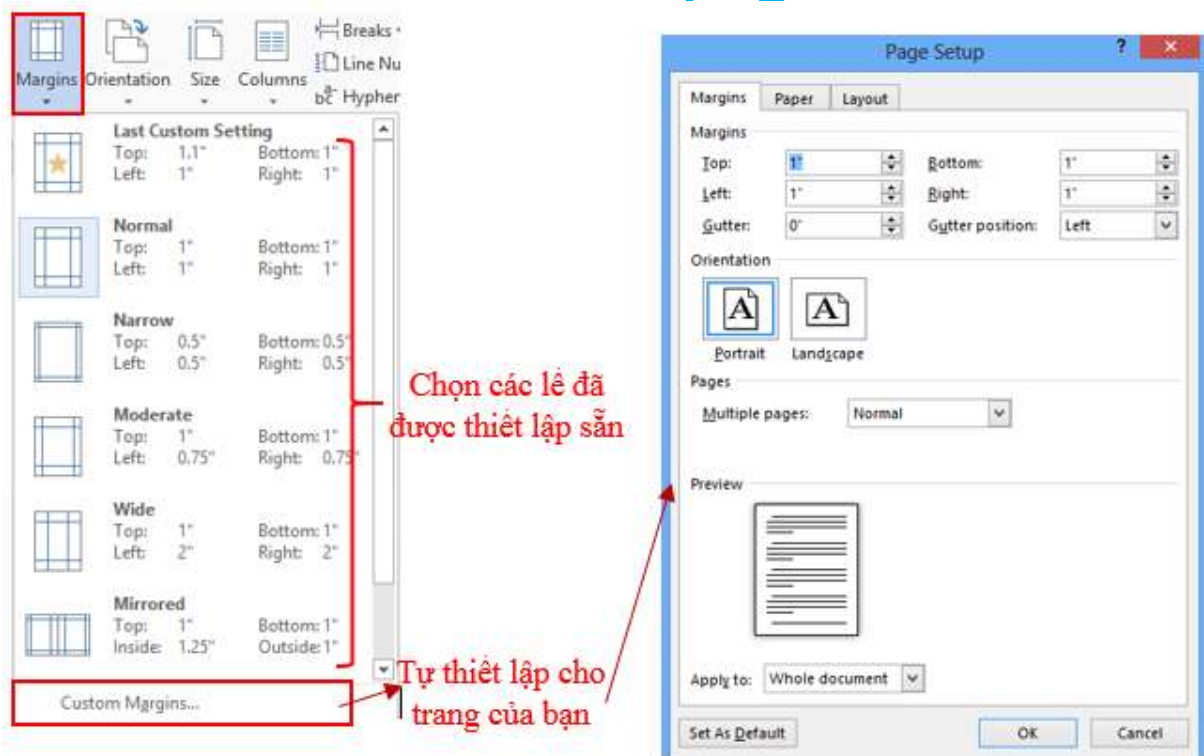 Breaks
Line Nu
Margins Orientation Size Columns
bc Hypher
Last Custom Setting
Top: 1.1" Bottom: 1"
Left: 1" Right: 1"
Normal
Top: 1" Bottom: 1"
Left: 1" Right: 1"
Narrow
Top: 0.5" Bottom: 0.5"
Left: 0.5" Right: 0.5"
Moderate
Top: 1" Bottom: 1"
Left: 0.75" Right: 0.75"
Wide
Top: 1" Bottom: 1"
Left: 2" Right: 2"
Mirrored
Top: 1" Bottom: 1"
Inside: 1.25" Outside: 1"
Custom Margins...
Chọn các lề đã
được thiết lập sẵn
Tự thiết lập cho
trang của bạn
Page Setup
?
Margins Paper Layout
Margins
Top: 1" Bottom: 1"
Left: 1" Right: 1"
Gutter: 0" Gutter position: Left
Orientation
A A
Portrait Landscape
Pages
Multiple pages: Normal
Preview
Apply to: Whole document
Set As Default OK Cancel